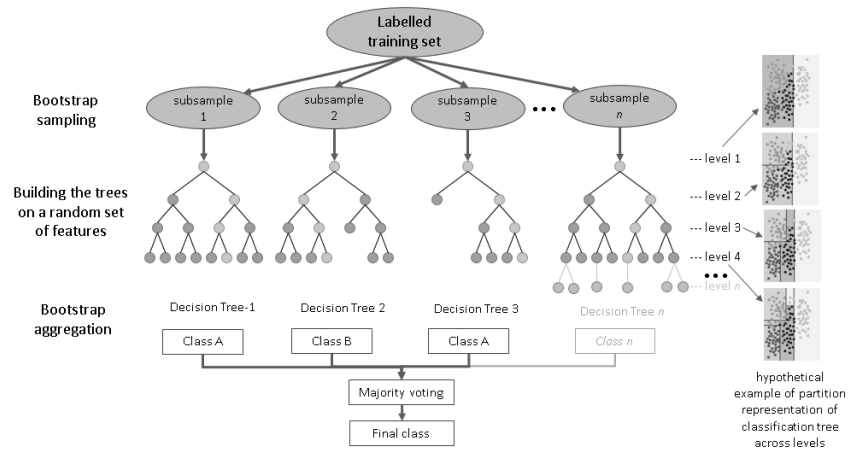 Labelled
training set
Bootstrap
sampling
subsample
1
subsample
2
subsample
3
subsample
n
Building the trees
on a random set
of features
--- level 1
--- level 2
--- level 3
--- level 4
--- level n
Bootstrap
aggregation
Decision Tree-1
Decision Tree 2
Decision Tree 3
Decision Tree n
Class A
Class B
Class A
Class n
Majority voting
Final class
hypothetical
example of partition
representation of
classification tree
across levels